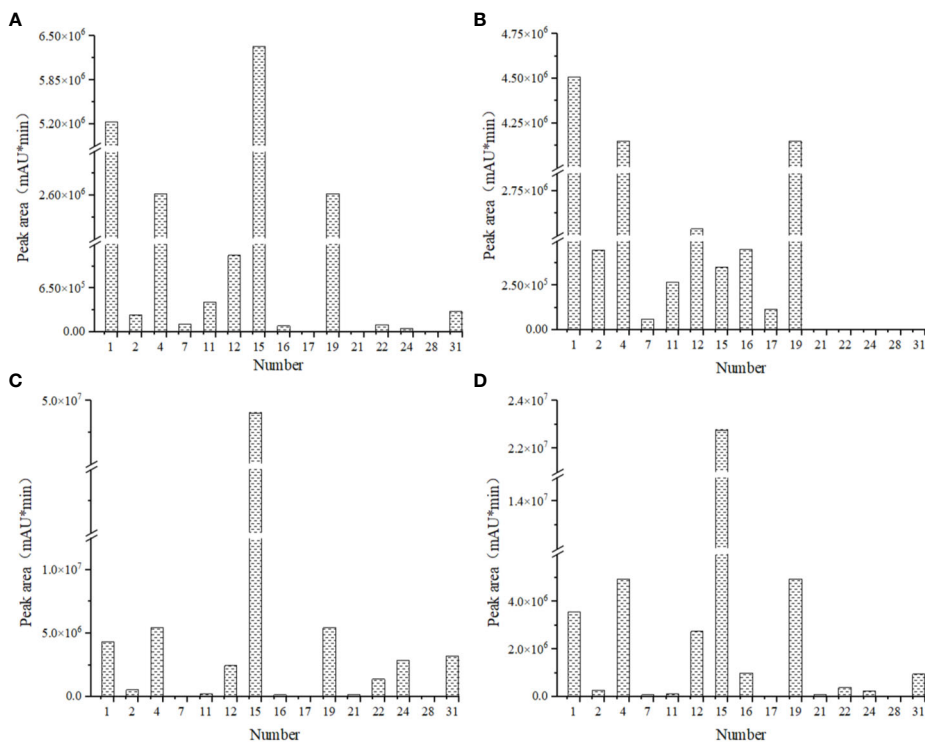 A
Peak area（mAU*min)
6.50×10⁶
5.85×10⁶
5.20×10⁶
2.60×10⁶
6.50×10⁵
0.00
1 2 4 7 11 12 15 16 17 19 21 22 24 28 31
Number
B
Peak area（mAU*min)
4.75×10⁶
4.50×10⁶
4.25×10⁶
2.75×10⁶
2.50×10⁵
0.00
1 2 4 7 11 12 15 16 17 19 21 22 24 28 31
Number
C
Peak area（mAU*min)
5.0×10⁷
1.0×10⁷
5.0×10⁶
0.0
1 2 4 7 11 12 15 16 17 19 21 22 24 28 31
Number
D
Peak area（mAU*min)
2.4×10⁷
2.2×10⁷
1.4×10⁷
4.0×10⁶
2.0×10⁶
0.0
1 2 4 7 11 12 15 16 17 19 21 22 24 28 31
Number